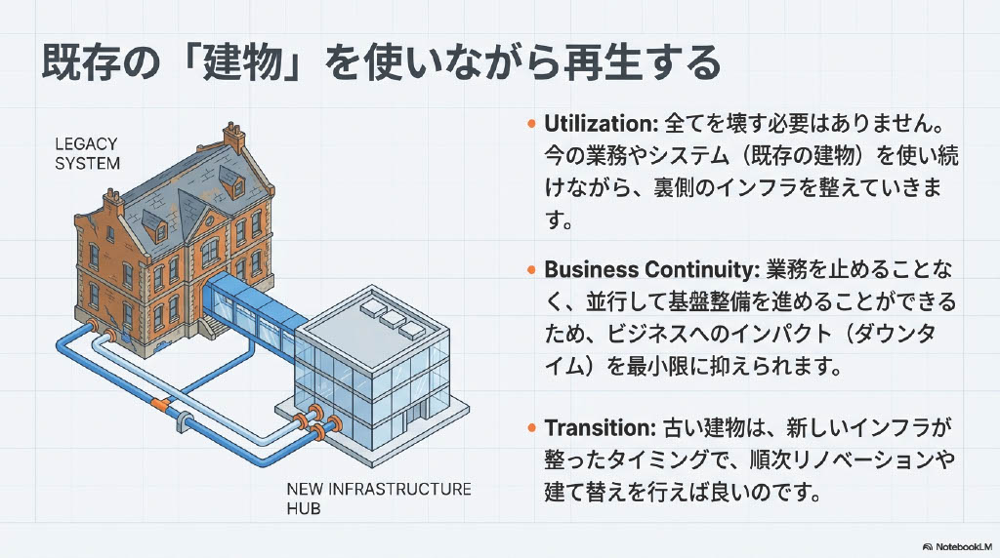 既存の「建物」を使いながら再生する
LEGACY
SYSTEM
NEW INFRASTRUCTURE
HUB
• Utilization: 全てを壊す必要はありません。
今の業務やシステム（既存の建物）を使い続
けながら、裏側のインフラを整えていきま
す。
• Business Continuity: 業務を止めることな
く、並行して基盤整備を進めることができる
ため、ビジネスへのインパクト（ダウンタ
イム）を最小限に抑えられます。
• Transition: 古い建物は、新しいインフラが
整ったタイミングで、順次リノベーションや
建て替えを行えば良いのです。
NotebookLM